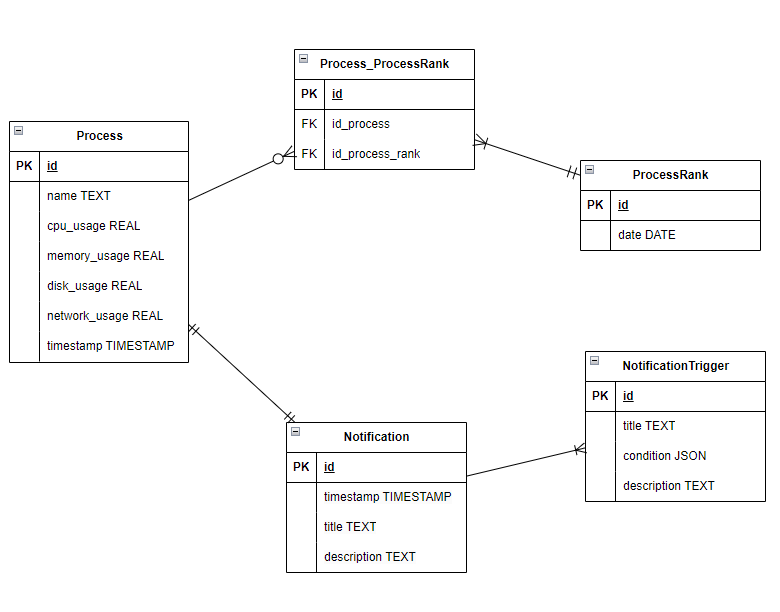 Process_ProcessRank
PK id
FK id_process
FK id_process_rank
Process
PK id
name TEXT
cpu_usage REAL
memory_usage REAL
disk_usage REAL
network_usage REAL
timestamp TIMESTAMP
ProcessRank
PK id
date DATE
NotificationTrigger
PK id
title TEXT
condition JSON
description TEXT
Notification
PK id
timestamp TIMESTAMP
title TEXT
description TEXT